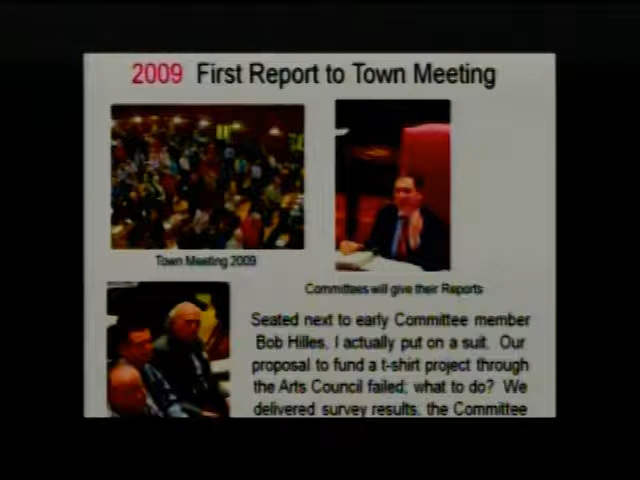 2009 First Report to Town Meeting
Town Meeting 2009
Committees will give their Reports
Seated next to early Committee member
Bob Hilles, I actually put on a suit. Our
proposal to fund a t-shirt project through
the Arts Council failed; what to do? We
delivered survey results, the Committee